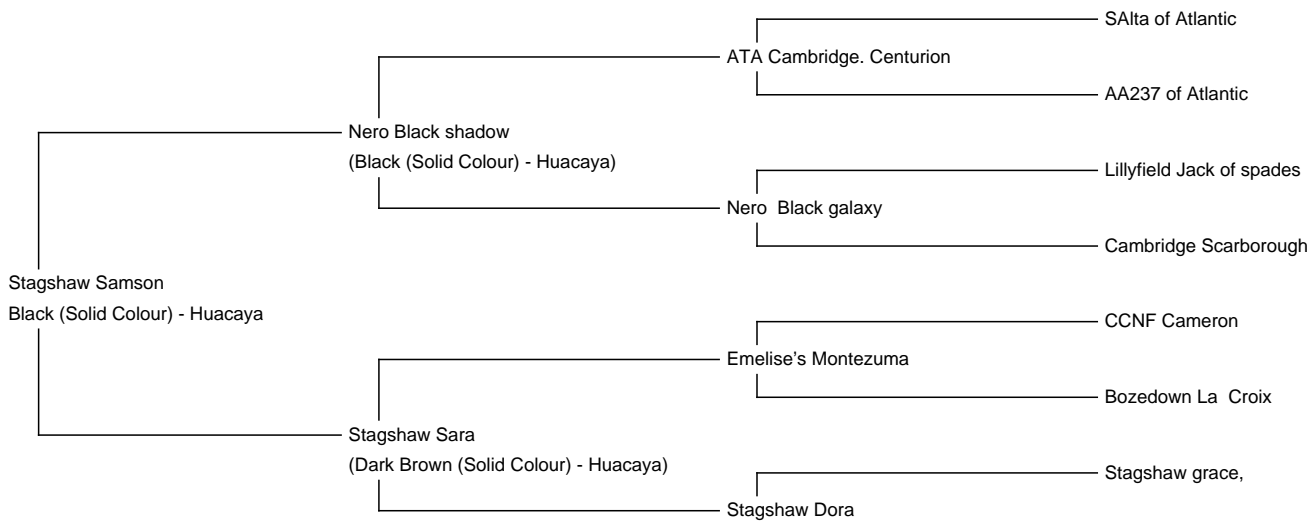 SAlta of Atlantic
ATA Cambridge. Centurion
AA237 of Atlantic
Nero Black shadow
(Black (Solid Colour) - Huacaya)
Lillyfield Jack of spades
Nero  Black galaxy
Cambridge Scarborough
Stagshaw Samson
Black (Solid Colour) - Huacaya
CCNF Cameron
Emelise's Montezuma
Bozedown La  Croix
Stagshaw Sara
(Dark Brown (Solid Colour) - Huacaya)
Stagshaw grace,
Stagshaw Dora